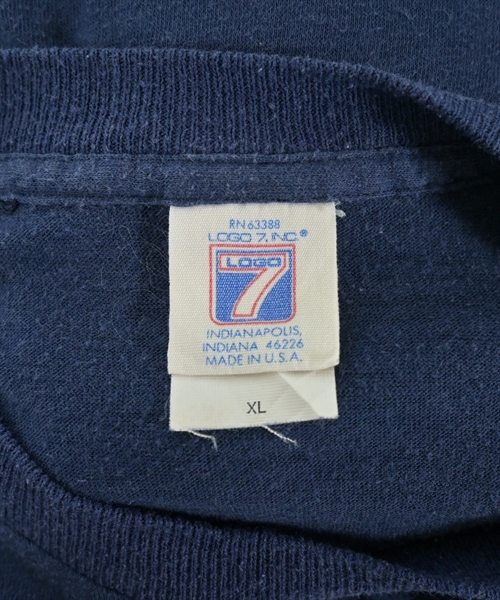 RN 63388
LOGO 7, INC.®
LOGO
7
INDIANAPOLIS,
INDIANA 46226
MADE IN U.S.A.
XL